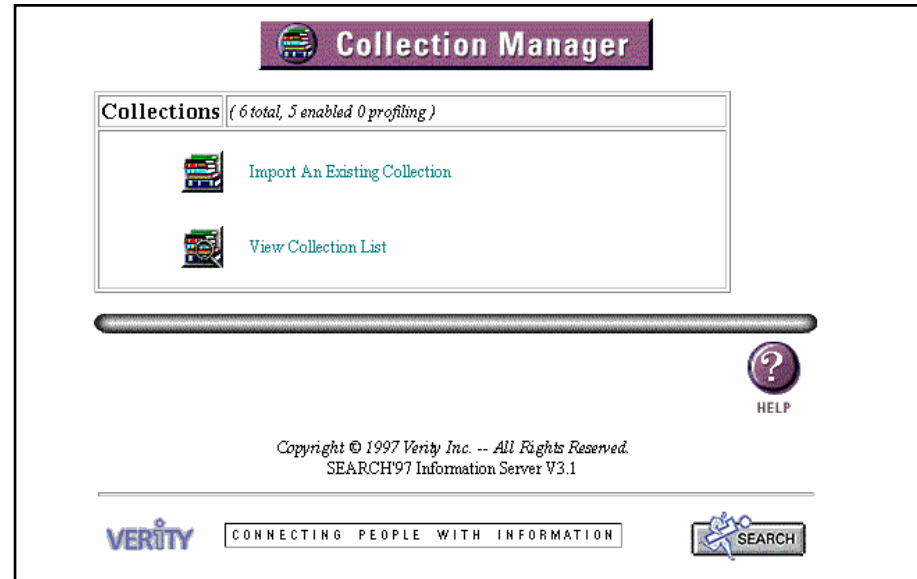 Collection Manager
Collections ( 6 total, 5 enabled 0 profiling )
Import An Existing Collection
View Collection List
?
HELP
Copyright © 1997 Verity Inc. -- All Rights Reserved.
SEARCH'97 Information Server V3.1
VERITY CONNECTING PEOPLE WITH INFORMATION SEARCH